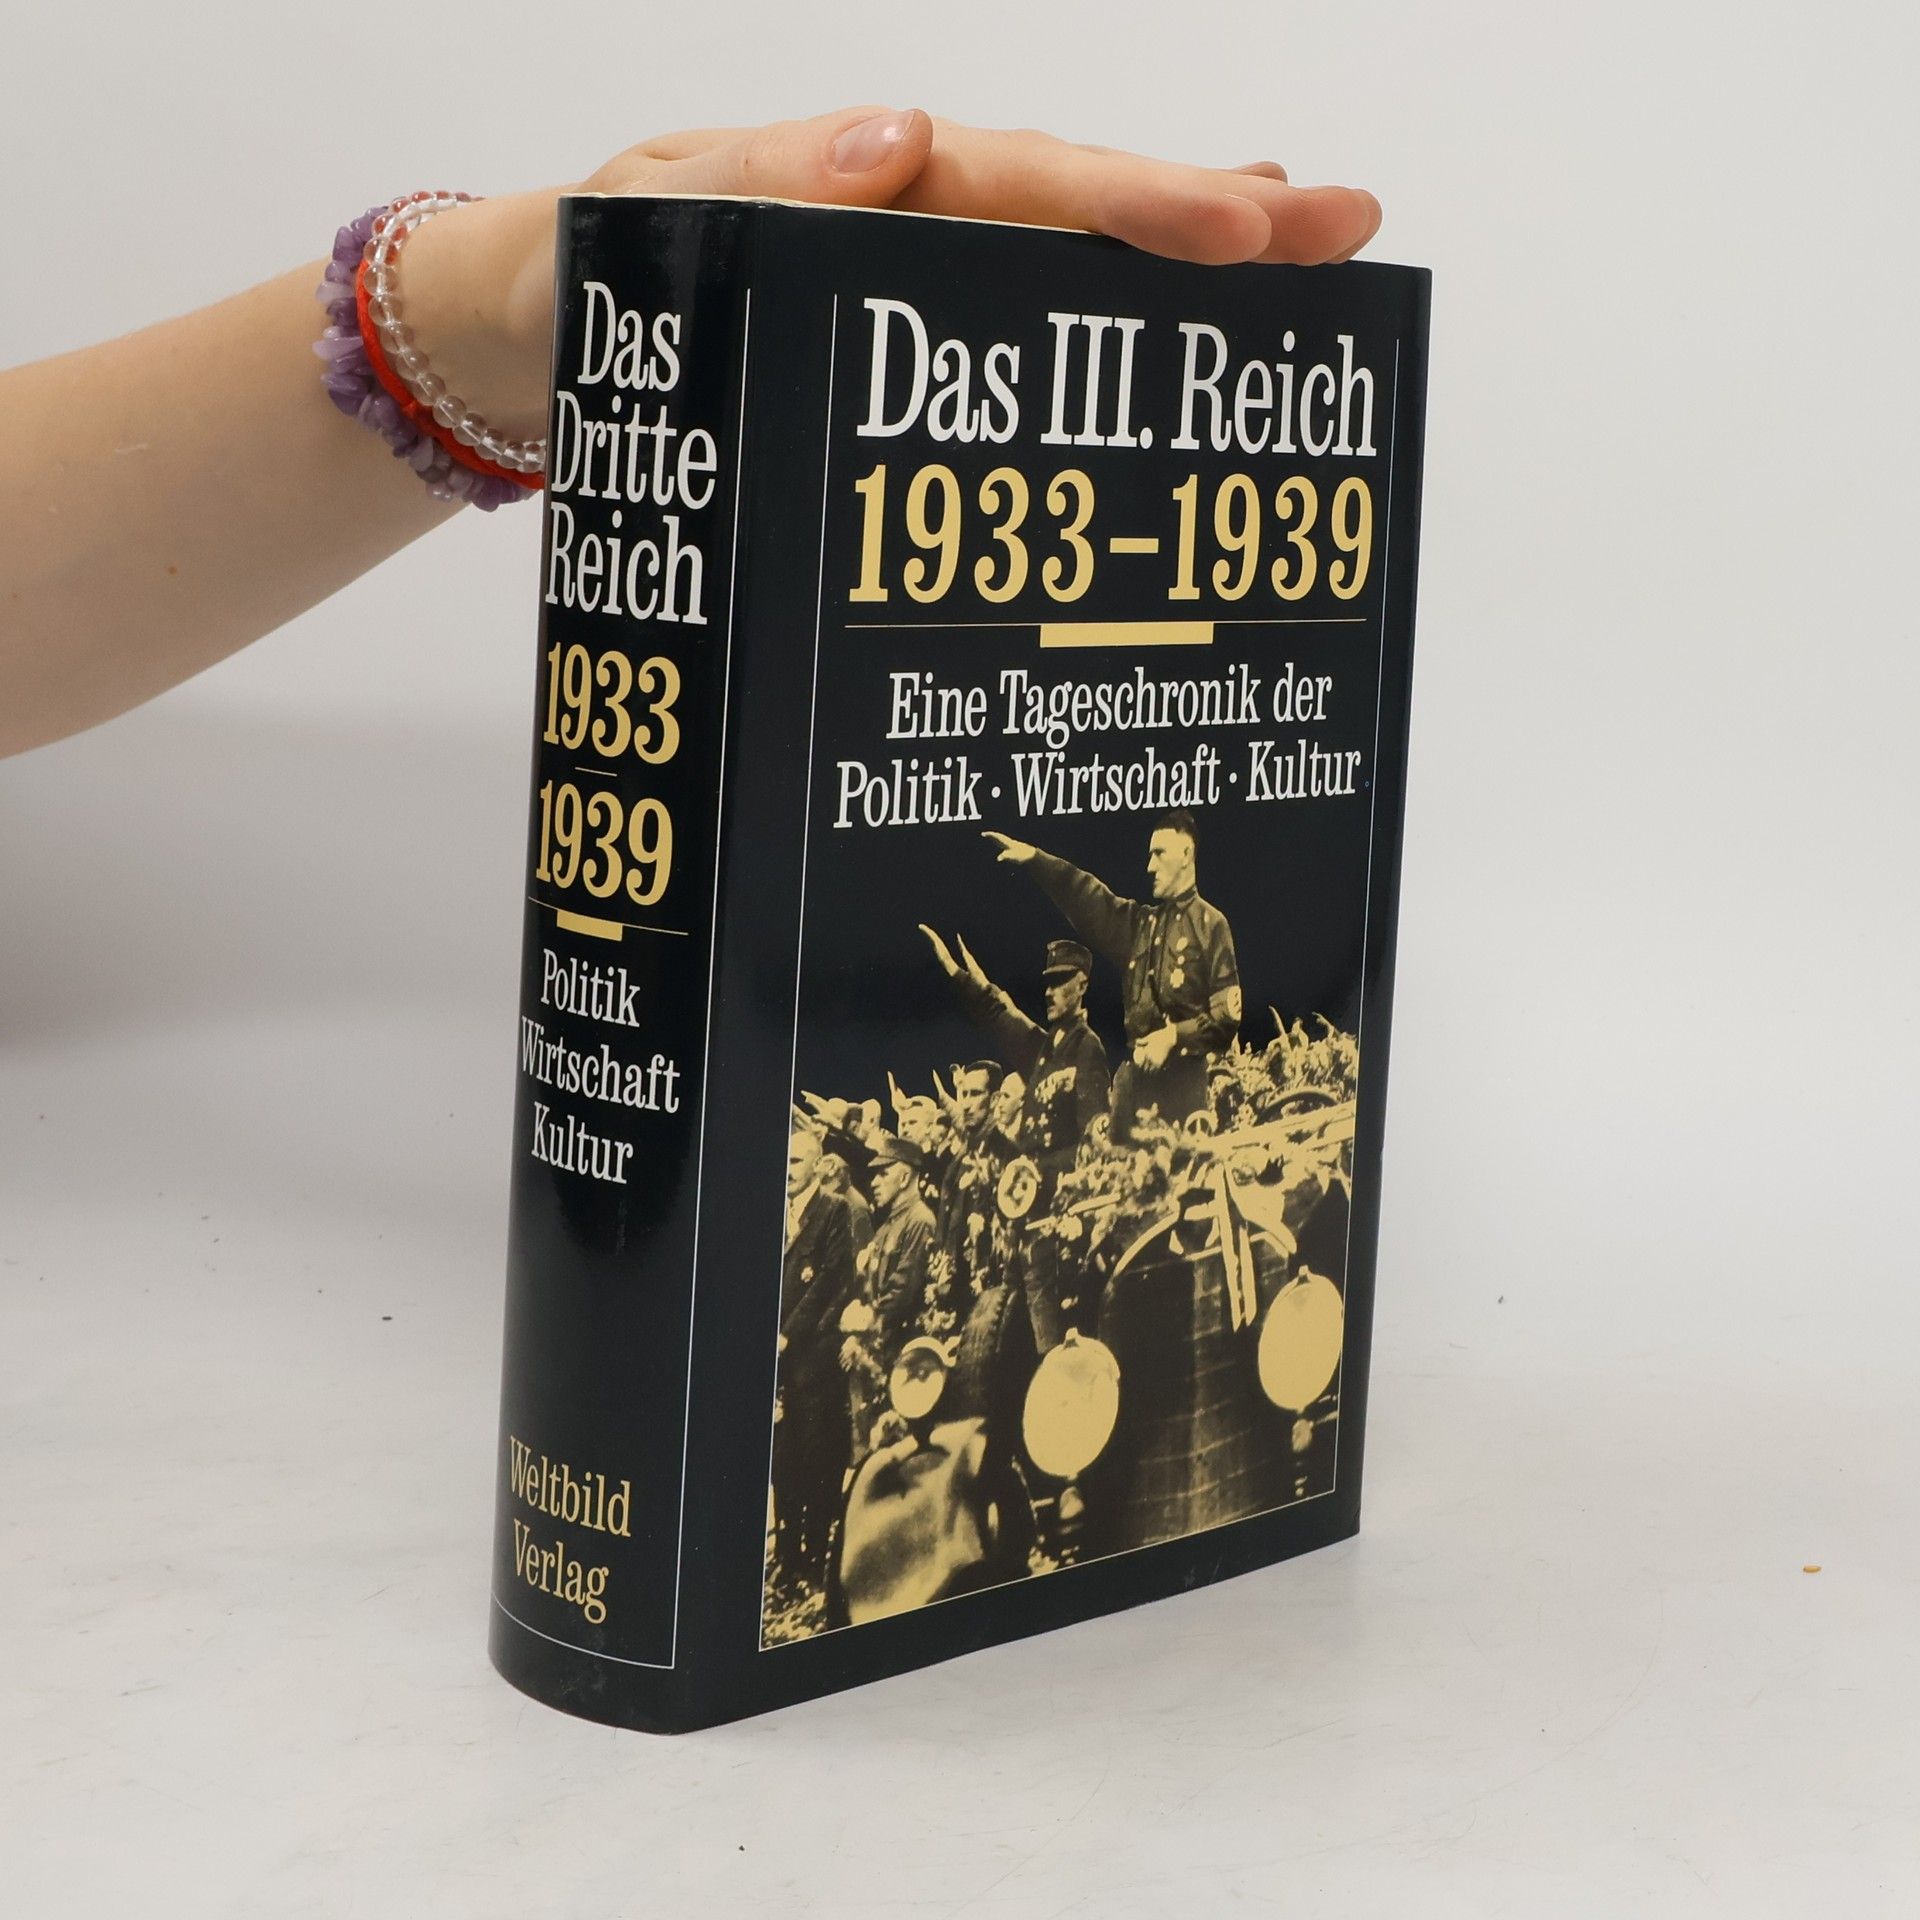 Das
Dritte
Reich
1933
–
1939
Politik
Wirtschaft
Kultur
Weltbild
Verlag
Das III. Reich
1933–1939
Eine Tageschronik der
Politik · Wirtschaft · Kultur